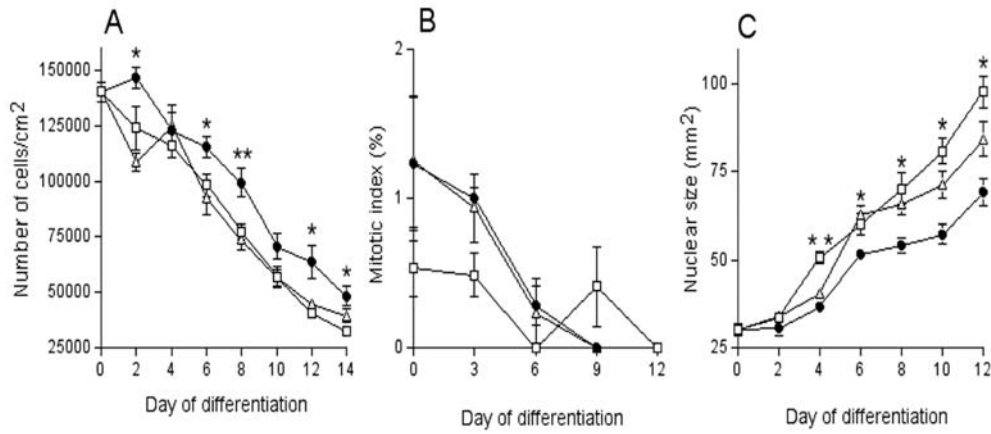 A
B
C
Number of cells/cm2
150000
125000
100000
75000
50000
25000
*
*
**
*
*
0 2 4 6 8 10 12 14
Day of differentiation
Mitotic index (%)
2
1
0
0 3 6 9 12
Day of differentiation
Nuclear size (mm2)
100
75
50
25
**
*
*
*
*
0 2 4 6 8 10 12
Day of differentiation